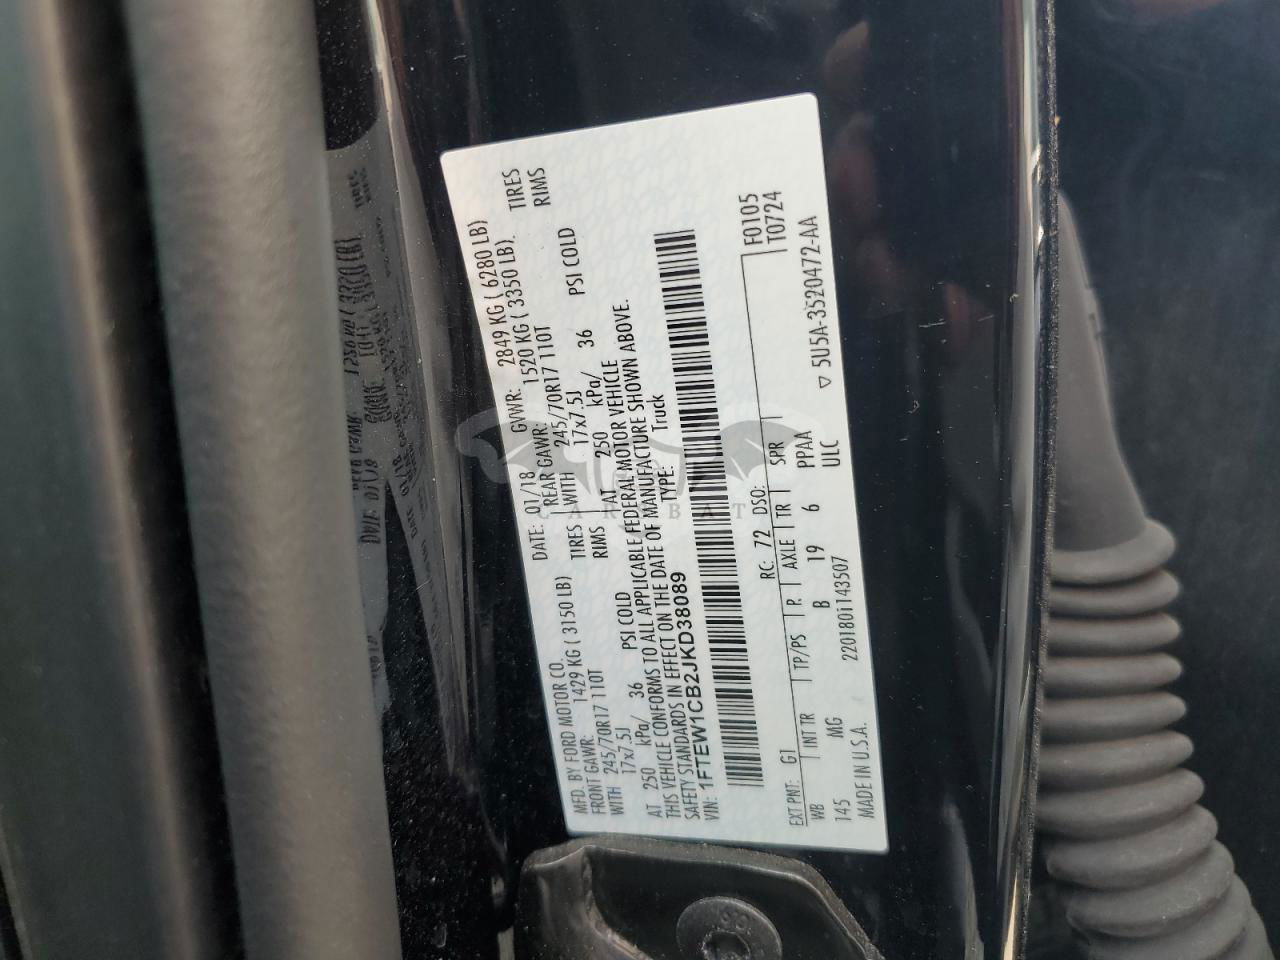 MFD. BY FORD MOTOR CO.
DATE: 01/18 GVWR: 2849 KG ( 6280 LB)
FRONT GAWR: 1429 KG ( 3150 LB) REAR GAWR: 1520 KG ( 3350 LB).
WITH 245/70R17 110T TIRES WITH 245/70R17 110T TIRES
17x7.5J RIMS 17x7.5J RIMS
AT 250 kPa/ 36 PSI COLD AT 250 kPa/ 36 PSI COLD
THIS VEHICLE CONFORMS TO ALL APPLICABLE FEDERAL MOTOR VEHICLE
SAFETY STANDARDS IN EFFECT ON THE DATE OF MANUFACTURE SHOWN ABOVE.
VIN: 1FTEW1CB2JKD38089 TYPE: Truck
F0105
T0724
EXT PNT: G1 RC: 72 DSO:
WB INT TR TP/PS R AXLE TR SPR
145 MG B 19 6 PPAA
MADE IN U.S.A. 2201801143507 ULC
▽ 5U5A-3520472-AA
CAR BAT